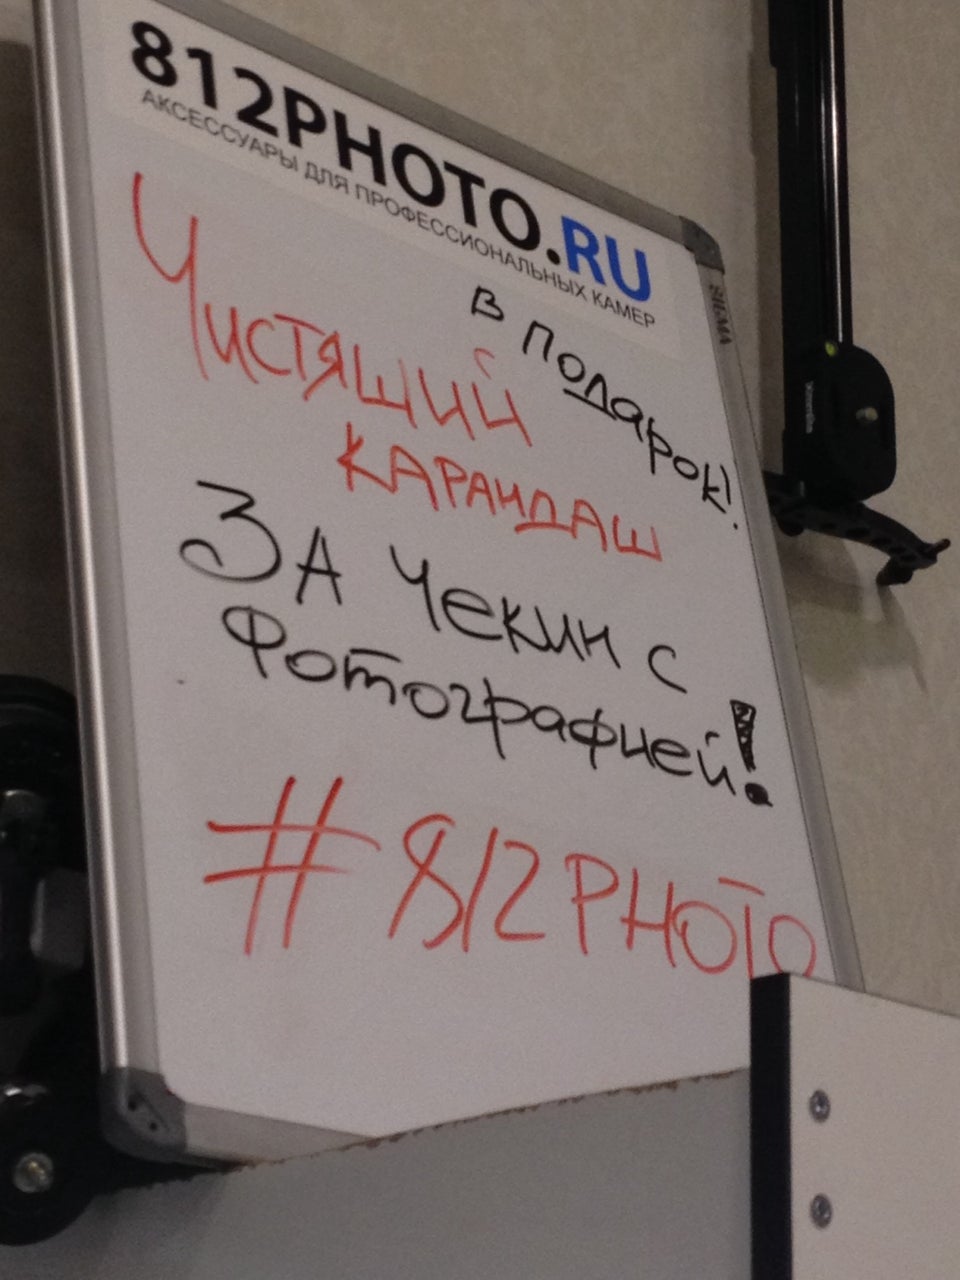 812PHOTO.RU
АКСЕССУАРЫ ДЛЯ ПРОФЕССИОНАЛЬНЫХ КАМЕР
Чистящий
в подарок!
карандаш
За чекин с
фотографией!
#812PHOTO